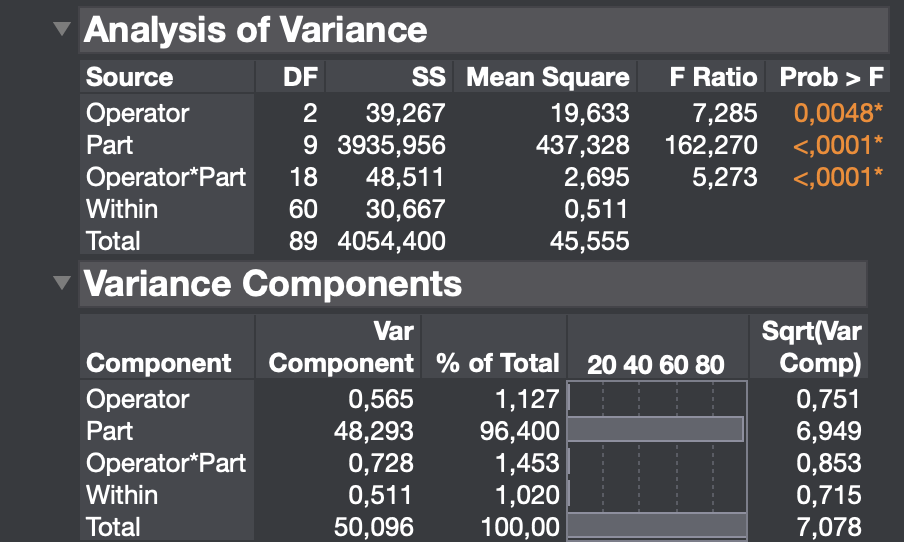 Analysis of Variance
Source DF SS Mean Square F Ratio Prob > F
Operator 2 39,267 19,633 7,285 0,0048*
Part 9 3935,956 437,328 162,270 <,0001*
Operator*Part 18 48,511 2,695 5,273 <,0001*
Within 60 30,667 0,511
Total 89 4054,400 45,555
Variance Components
Var Sqrt(Var
Component Component % of Total 20 40 60 80 Comp)
Operator 0,565 1,127 0,751
Part 48,293 96,400 6,949
Operator*Part 0,728 1,453 0,853
Within 0,511 1,020 0,715
Total 50,096 100,00 7,078